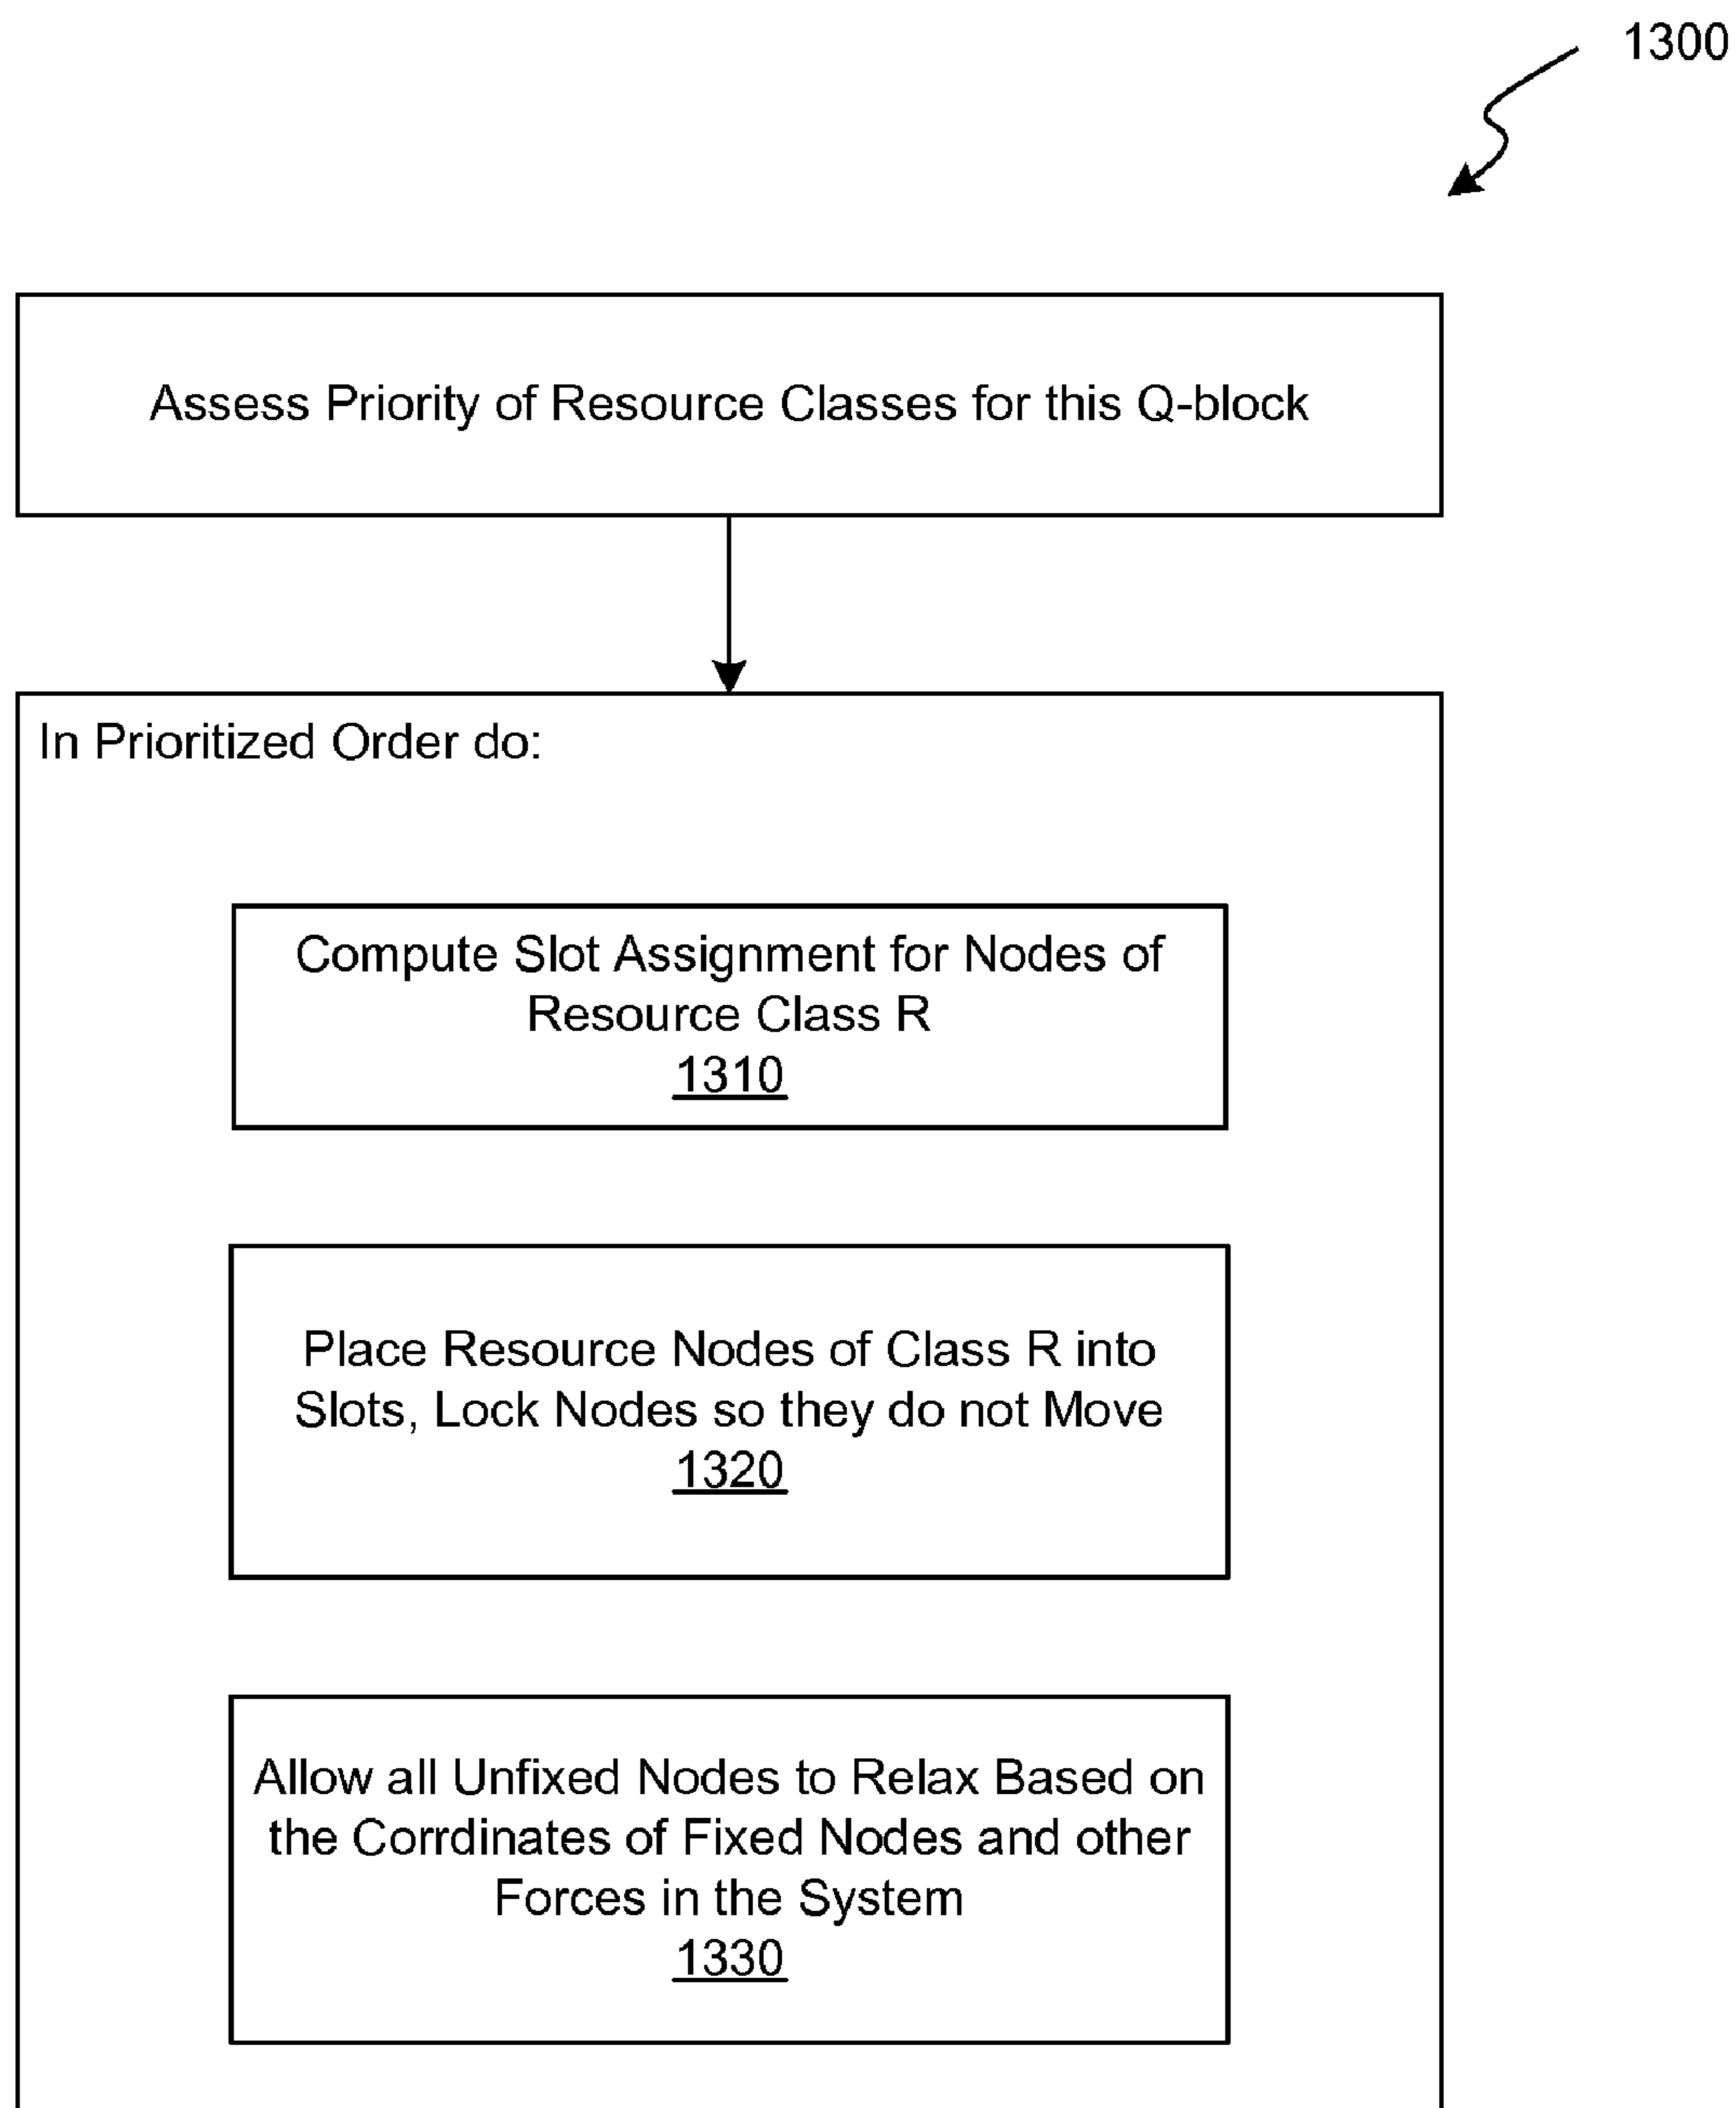 1300
Assess Priority of Resource Classes for this Q-block
In Prioritized Order do:
Compute Slot Assignment for Nodes of
Resource Class R
1310
Place Resource Nodes of Class R into
Slots, Lock Nodes so they do not Move
1320
Allow all Unfixed Nodes to Relax Based on
the Corrdinates of Fixed Nodes and other
Forces in the System
1330